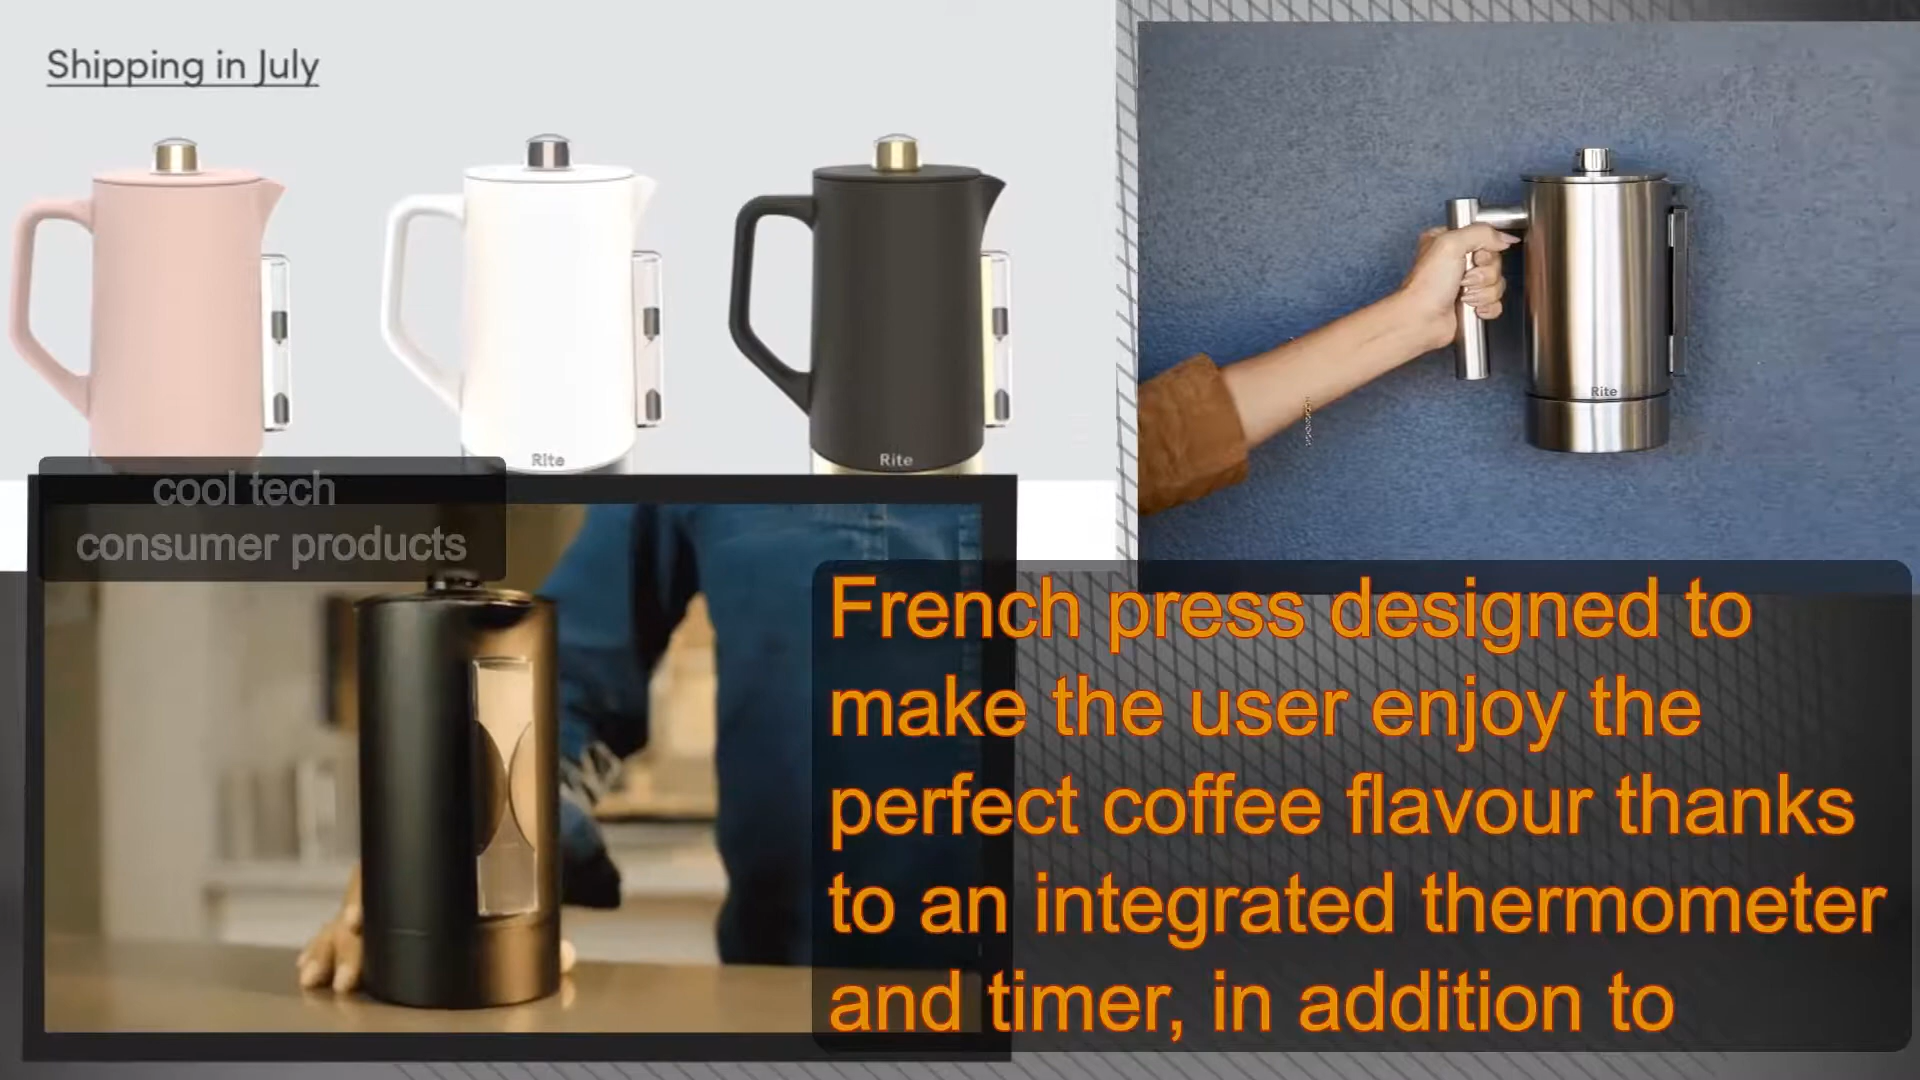 Shipping in July
Rite
Rite
Rite
cool tech
consumer products
French press designed to
make the user enjoy the
perfect coffee flavour thanks
to an integrated thermometer
and timer, in addition to